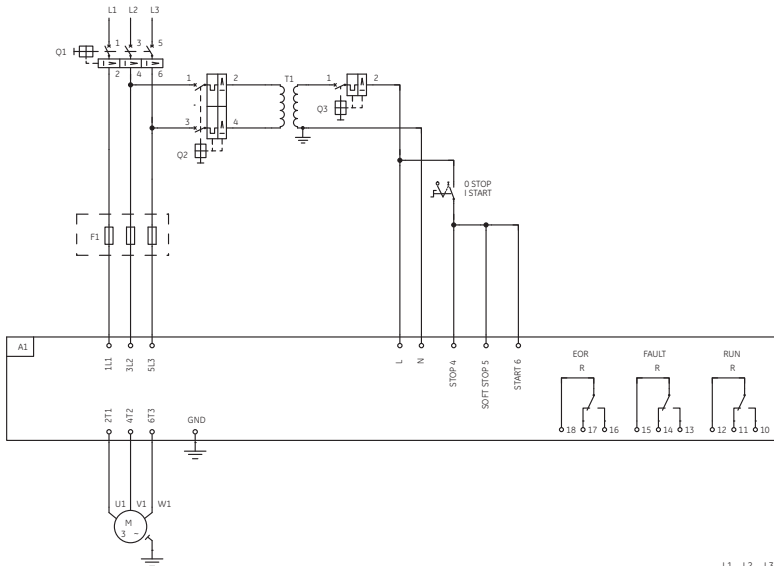 L1 L2 L3
Q1 1 3 5
2 4 6
1 2 T1 1 2
Q3
3 4
Q2
0 STOP
I START
F1
A1
1L1 3L2 5L3 L N STOP 4 SOFT STOP 5 START 6
EOR FAULT RUN
R R R
2T1 4T2 6T3 GND
18 17 16 15 14 13 12 11 10
U1 V1 W1
M
3 ~
L1 L2 L3